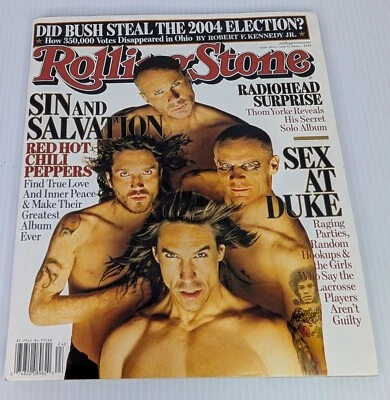 DID BUSH STEAL THE 2004 ELECTION?
How 350,000 Votes Disappeared in Ohio BY ROBERT F. KENNEDY JR.
Rolling Stone
SIN AND
SALVATION
RED HOT
CHILI
PEPPERS
Find True Love
And Inner Peace
& Make Their
Greatest
Album
Ever
RADIOHEAD
SURPRISE
Thom Yorke Reveals
His Secret
Solo Album
SEX
AT
DUKE
Raging
Parties,
Random
Hookups &
the Girls
Who Say the
Lacrosse
Players
Aren't
Guilty